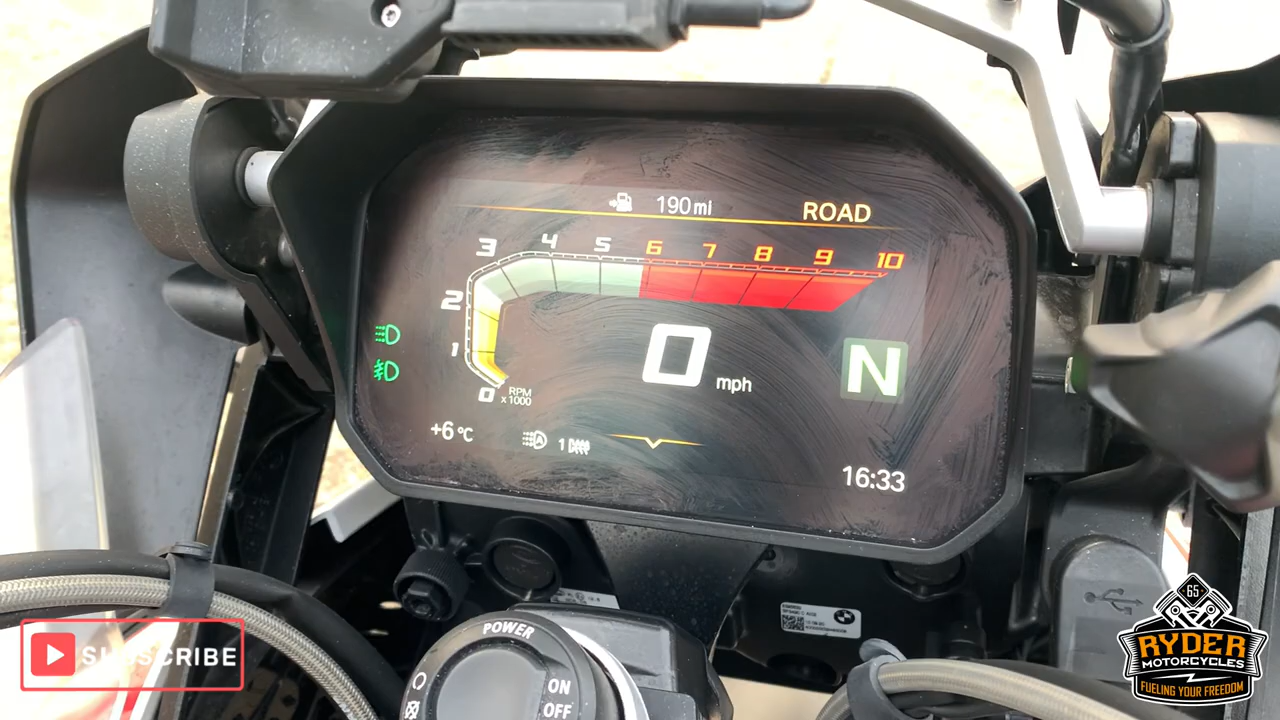 190 mi
ROAD
3 4 5 6 7 8 9 10
2
1
0
RPM
x 1000
0 mph
N
+6 °C
A
1
16:33
POWER
ON
OFF
SUBSCRIBE
65
RYDER
MOTORCYCLES
FUELING YOUR FREEDOM